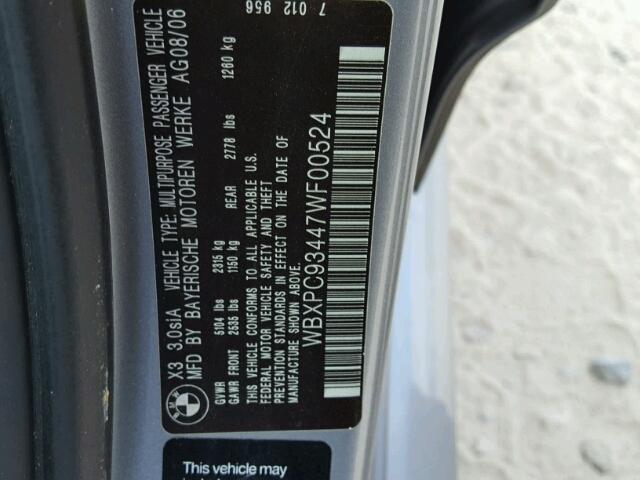 X3 3.0siA VEHICLE TYPE: MULTIPURPOSE PASSENGER VEHICLE
MFD BY BAYERISCHE MOTOREN WERKE AG08/06
GVWR 5104 lbs 2315 kg
GAWR FRONT 2535 lbs 1150 kg REAR 2778 lbs 1260 kg
THIS VEHICLE CONFORMS TO ALL APPLICABLE U.S.
FEDERAL MOTOR VEHICLE SAFETY AND THEFT
PREVENTION STANDARDS IN EFFECT ON THE DATE OF
MANUFACTURE SHOWN ABOVE.
WBXPC93447WF00524
7 012 956
BMW
This vehicle may